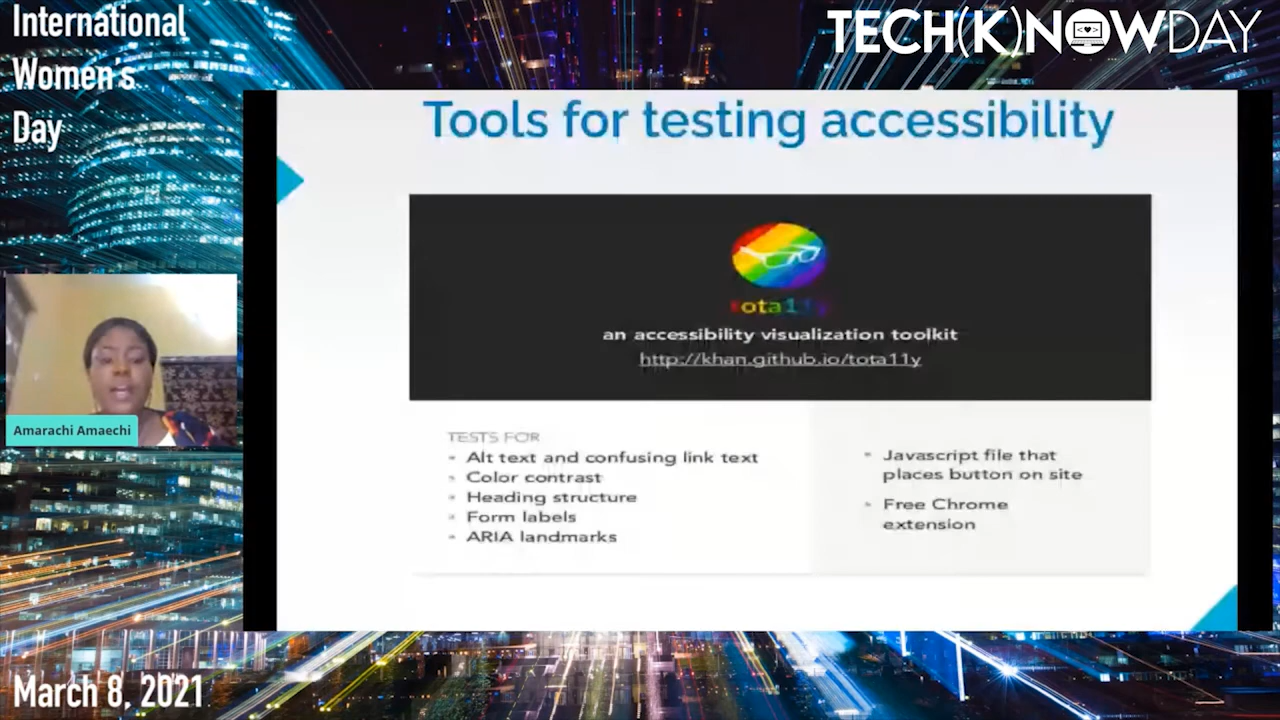 International
Women's
Day
TECH(K)NOWDAY
Tools for testing accessibility
tota11y
an accessibility visualization toolkit
http://khan.github.io/tota11y
TESTS FOR
Alt text and confusing link text
Color contrast
Heading structure
Form labels
ARIA landmarks
Javascript file that
places button on site
Free Chrome
extension
Amarachi Amaechi
March 8, 2021